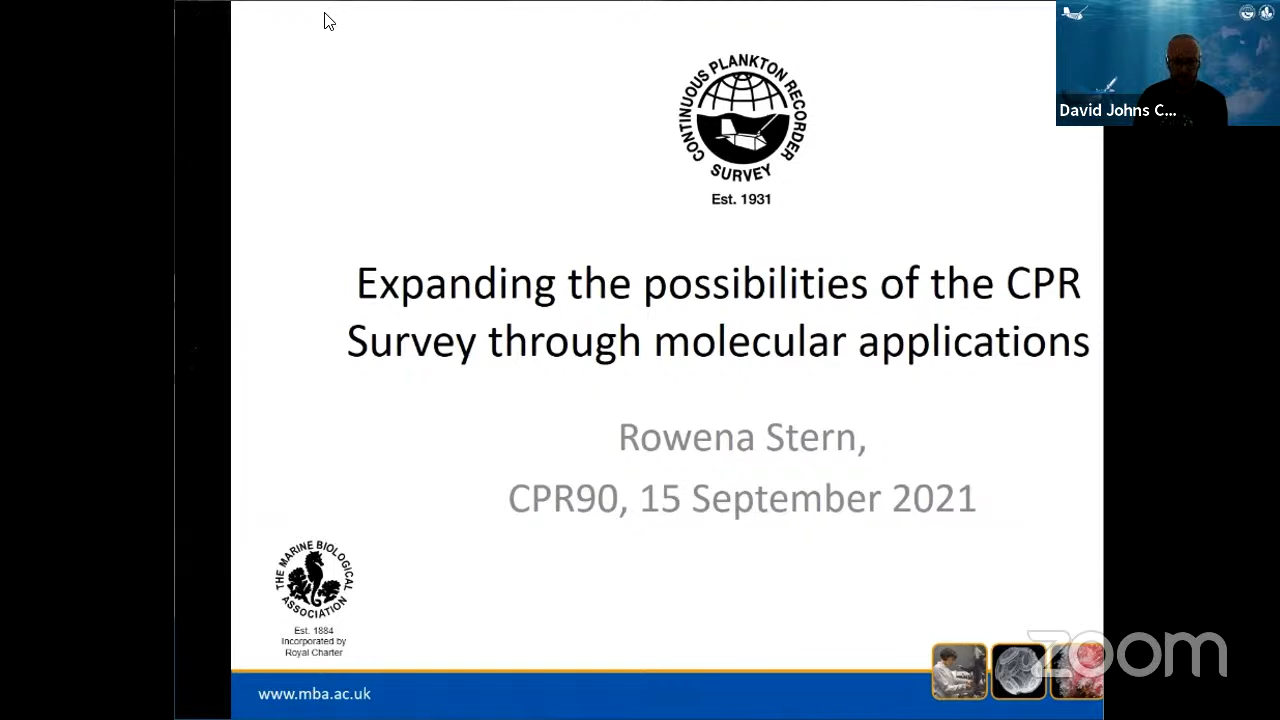 CONTINUOUS PLANKTON RECORDER
SURVEY
Est. 1931
David Johns C...
Expanding the possibilities of the CPR
Survey through molecular applications
Rowena Stern,
CPR90, 15 September 2021
THE MARINE BIOLOGICAL
ASSOCIATION
Est. 1884
Incorporated by
Royal Charter
www.mba.ac.uk
zoom